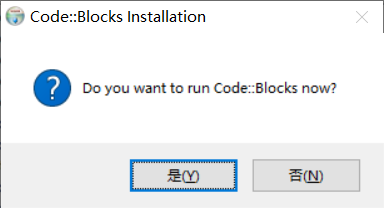 Code::Blocks Installation
Do you want to run Code::Blocks now?
是(Y)
否(N)